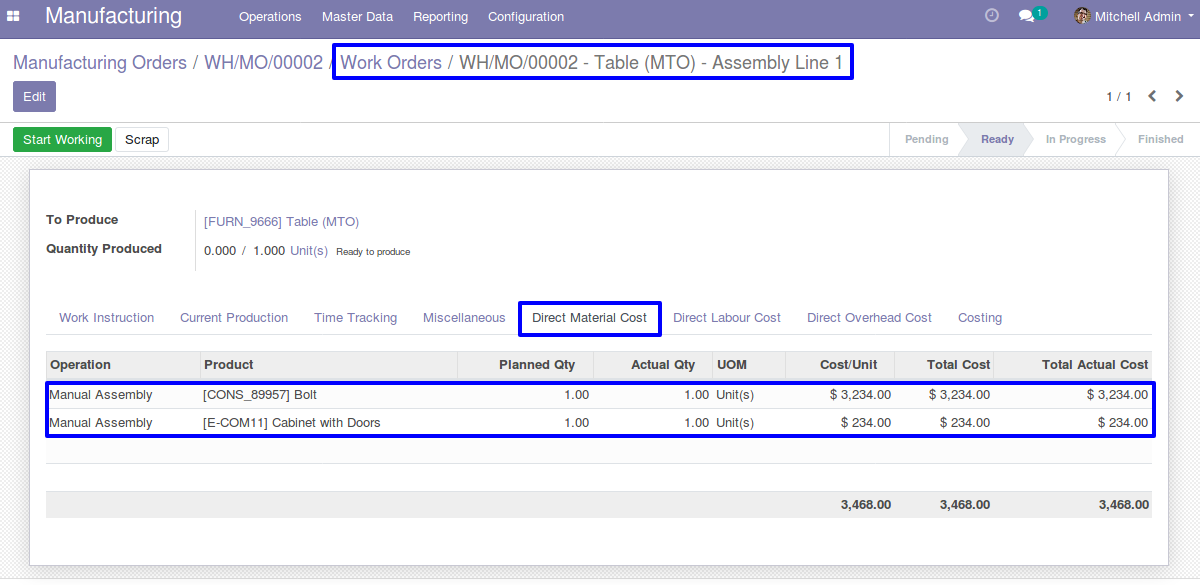 Manufacturing Operations Master Data Reporting Configuration 1 Mitchell Admin
Manufacturing Orders / WH/MO/00002 / Work Orders / WH/MO/00002 - Table (MTO) - Assembly Line 1
Edit 1 / 1
Start Working Scrap Pending Ready In Progress Finished
To Produce [FURN_9666] Table (MTO)
Quantity Produced 0.000 / 1.000 Unit(s) Ready to produce
Work Instruction Current Production Time Tracking Miscellaneous Direct Material Cost Direct Labour Cost Direct Overhead Cost Costing
Operation Product Planned Qty Actual Qty UOM Cost/Unit Total Cost Total Actual Cost
Manual Assembly [CONS_89957] Bolt 1.00 1.00 Unit(s) $ 3,234.00 $ 3,234.00 $ 3,234.00
Manual Assembly [E-COM11] Cabinet with Doors 1.00 1.00 Unit(s) $ 234.00 $ 234.00 $ 234.00
3,468.00 3,468.00 3,468.00